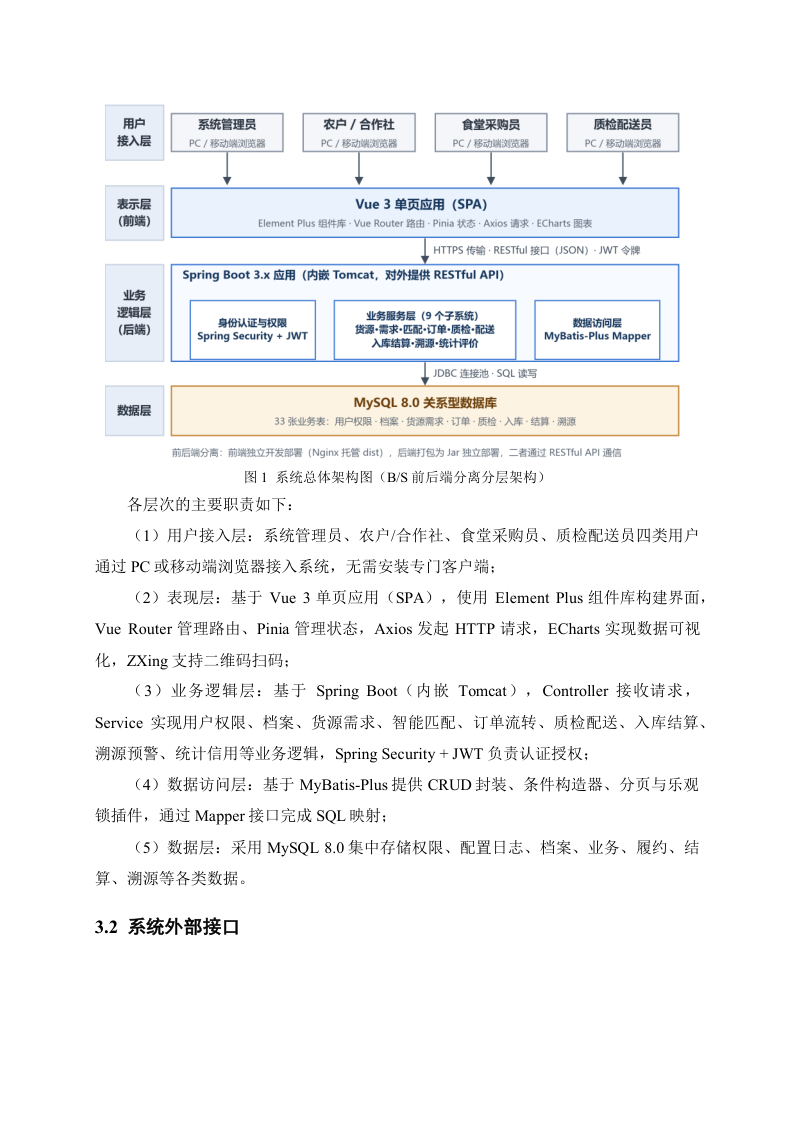 用户
接入层
系统管理员
PC / 移动端浏览器
农户 / 合作社
PC / 移动端浏览器
食堂采购员
PC / 移动端浏览器
质检配送员
PC / 移动端浏览器
表示层
（前端）
Vue 3 单页应用（SPA）
Element Plus 组件库 · Vue Router 路由 · Pinia 状态 · Axios 请求 · ECharts 图表
HTTPS 传输 · RESTful 接口（JSON）· JWT 令牌
业务
逻辑层
（后端）
Spring Boot 3.x 应用（内嵌 Tomcat，对外提供 RESTful API）
身份认证与权限
Spring Security + JWT
业务服务层（9 个子系统）
货源•需求•匹配•订单•质检•配送
入库结算•溯源•统计评价
数据访问层
MyBatis-Plus Mapper
JDBC 连接池 · SQL 读写
数据层
MySQL 8.0 关系型数据库
33 张业务表：用户权限 · 档案 · 货源需求 · 订单 · 质检 · 入库 · 结算 · 溯源
前后端分离：前端独立开发部署（Nginx 托管 dist），后端打包为 Jar 独立部署，二者通过 RESTful API 通信
图 1 系统总体架构图（B/S 前后端分离分层架构）
各层次的主要职责如下：
（1）用户接入层：系统管理员、农户/合作社、食堂采购员、质检配送员四类用户
通过 PC 或移动端浏览器接入系统，无需安装专门客户端；
（2）表现层：基于 Vue 3 单页应用（SPA），使用 Element Plus 组件库构建界面，
Vue Router 管理路由、Pinia 管理状态，Axios 发起 HTTP 请求，ECharts 实现数据可视
化，ZXing 支持二维码扫码；
（3）业务逻辑层：基于 Spring Boot（内嵌 Tomcat），Controller 接收请求，
Service 实现用户权限、档案、货源需求、智能匹配、订单流转、质检配送、入库结算、
溯源预警、统计信用等业务逻辑，Spring Security + JWT 负责认证授权；
（4）数据访问层：基于 MyBatis-Plus 提供 CRUD 封装、条件构造器、分页与乐观
锁插件，通过 Mapper 接口完成 SQL 映射；
（5）数据层：采用 MySQL 8.0 集中存储权限、配置日志、档案、业务、履约、结
算、溯源等各类数据。
3.2 系统外部接口